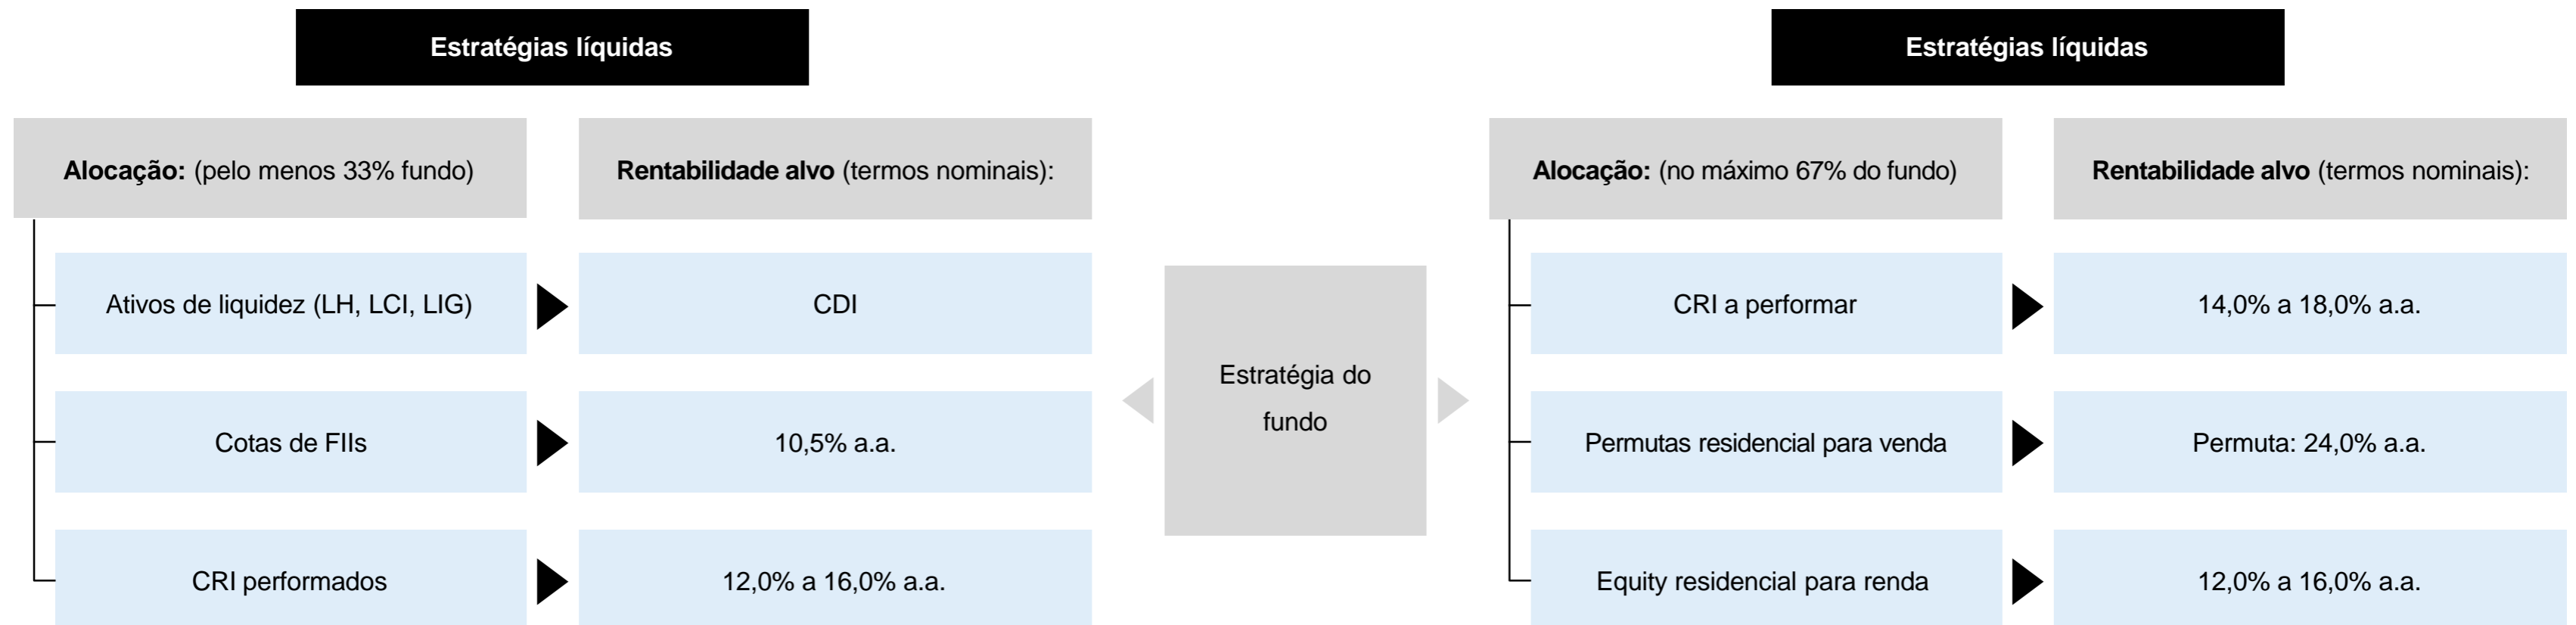 Estratégias líquidas
Alocação: (pelo menos 33% fundo)
Rentabilidade alvo (termos nominais):
Ativos de liquidez (LH, LCI, LIG)
CDI
Cotas de FIIs
10,5% a.a.
CRI performados
12,0% a 16,0% a.a.
Estratégia do
fundo
Estratégias líquidas
Alocação: (no máximo 67% do fundo)
Rentabilidade alvo (termos nominais):
CRI a performar
14,0% a 18,0% a.a.
Permutas residencial para venda
Permuta: 24,0% a.a.
Equity residencial para renda
12,0% a 16,0% a.a.